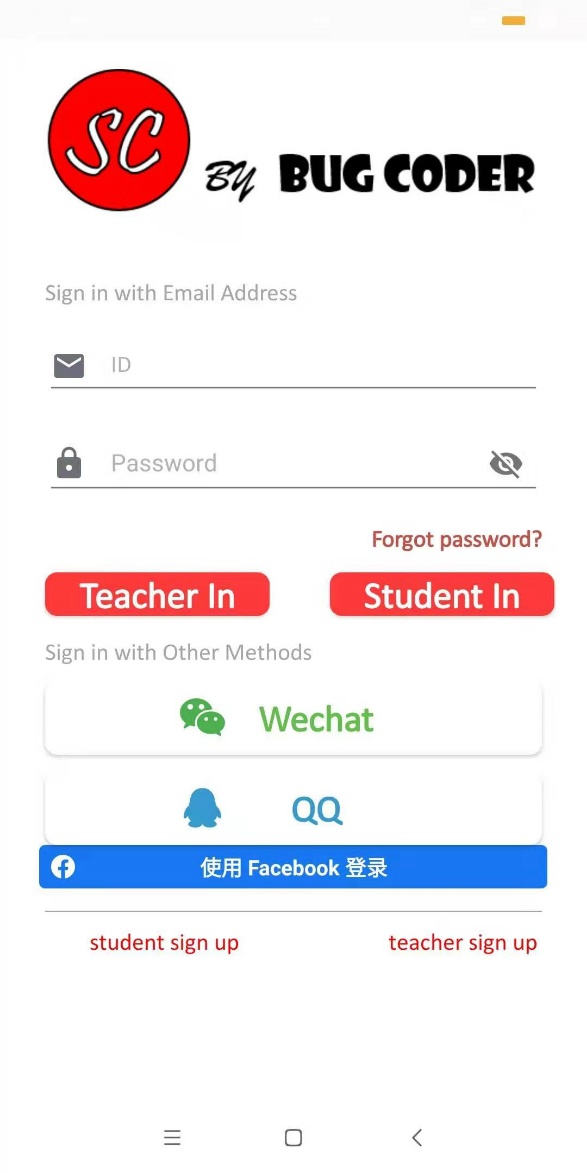 SC BY BUG CODER
Sign in with Email Address
ID
Password
Forgot password?
Teacher In
Student In
Sign in with Other Methods
Wechat
QQ
使用 Facebook 登录
student sign up
teacher sign up